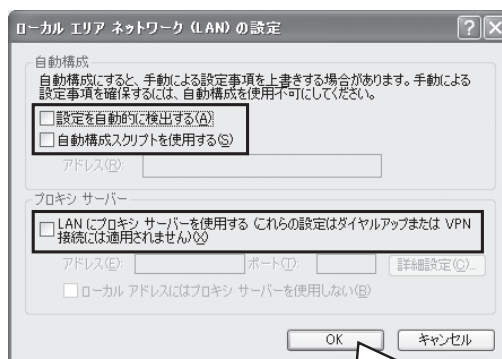 ローカル エリア ネットワーク (LAN) の設定
自動構成
自動構成にすると、手動による設定事項を上書きする場合があります。手動による
設定事項を確保するには、自動構成を使用不可にしてください。
設定を自動的に検出する(A)
自動構成スクリプトを使用する(S)
アドレス(R):
プロキシ サーバー
LAN にプロキシ サーバーを使用する (これらの設定はダイヤルアップまたは VPN
接続には適用されません)(X)
アドレス(E): ポート(T): 詳細設定(C)...
ローカル アドレスにはプロキシ サーバーを使用しない(B)
OK キャンセル